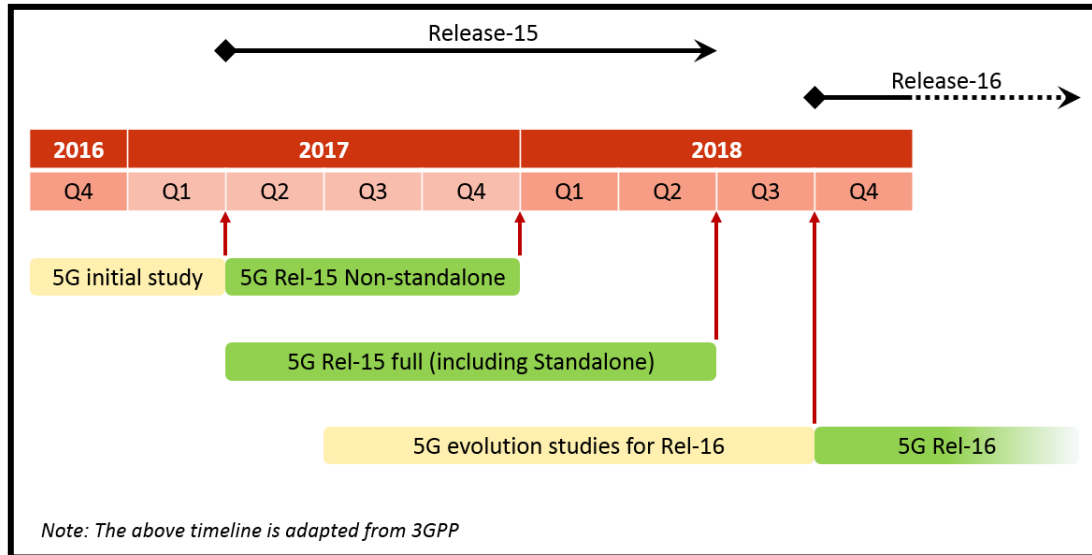 Release-15
Release-16
2016 2017 2018
Q4 Q1 Q2 Q3 Q4 Q1 Q2 Q3 Q4
5G initial study 5G Rel-15 Non-standalone
5G Rel-15 full (including Standalone)
5G evolution studies for Rel-16 5G Rel-16
Note: The above timeline is adapted from 3GPP